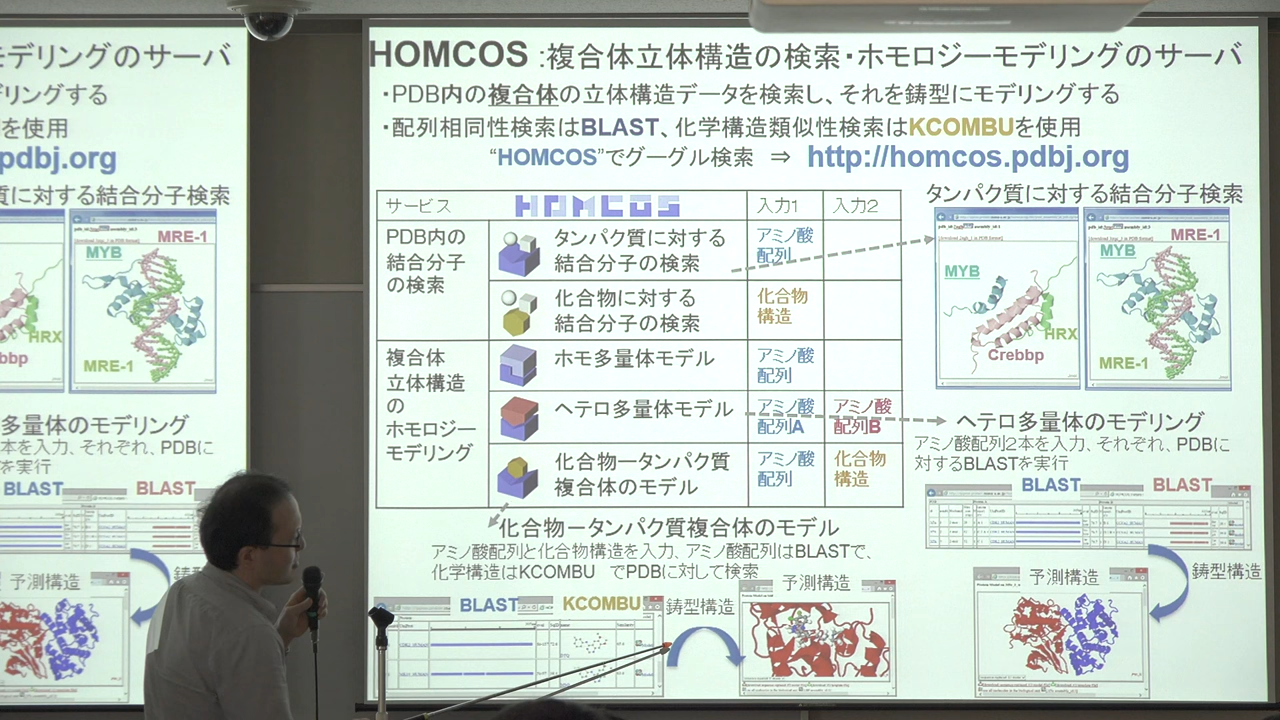 HOMCOS :複合体立体構造の検索・ホモロジーモデリングのサーバ
・PDB内の複合体の立体構造データを検索し、それを鋳型にモデリングする
・配列相同性検索はBLAST、化学構造類似性検索はKCOMBUを使用
“HOMCOS”でグーグル検索 ⇒ http://homcos.pdbj.org
サービス HOMCOS 入力1 入力2
PDB内の
結合分子
の検索
タンパク質に対する
結合分子の検索
アミノ酸
配列
化合物に対する
結合分子の検索
化合物
構造
複合体
立体構造
の
ホモロジー
モデリング
ホモ多量体モデル
アミノ酸
配列
ヘテロ多量体モデル
アミノ酸
配列A
アミノ酸
配列B
化合物ータンパク質
複合体のモデル
アミノ酸
配列
化合物
構造
タンパク質に対する結合分子検索
MYB
HRX
Crebbp
MRE-1
MYB
MRE-1
ヘテロ多量体のモデリング
アミノ酸配列2本を入力、それぞれ、PDBに
対するBLASTを実行
BLAST BLAST
予測構造
鋳型構造
化合物ータンパク質複合体のモデル
アミノ酸配列と化合物構造を入力、アミノ酸配列はBLASTで、
化学構造はKCOMBU でPDBに対して検索
BLAST KCOMBU
鋳型構造
予測構造
モデリングのサーバ
リングする
を使用
pdbj.org
質に対する結合分子検索
MRE-1
MYB
HRX
bbp
MRE-1
多量体のモデリング
本を入力、それぞれ、PDBに
を実行
BLAST BLAST
予測構造